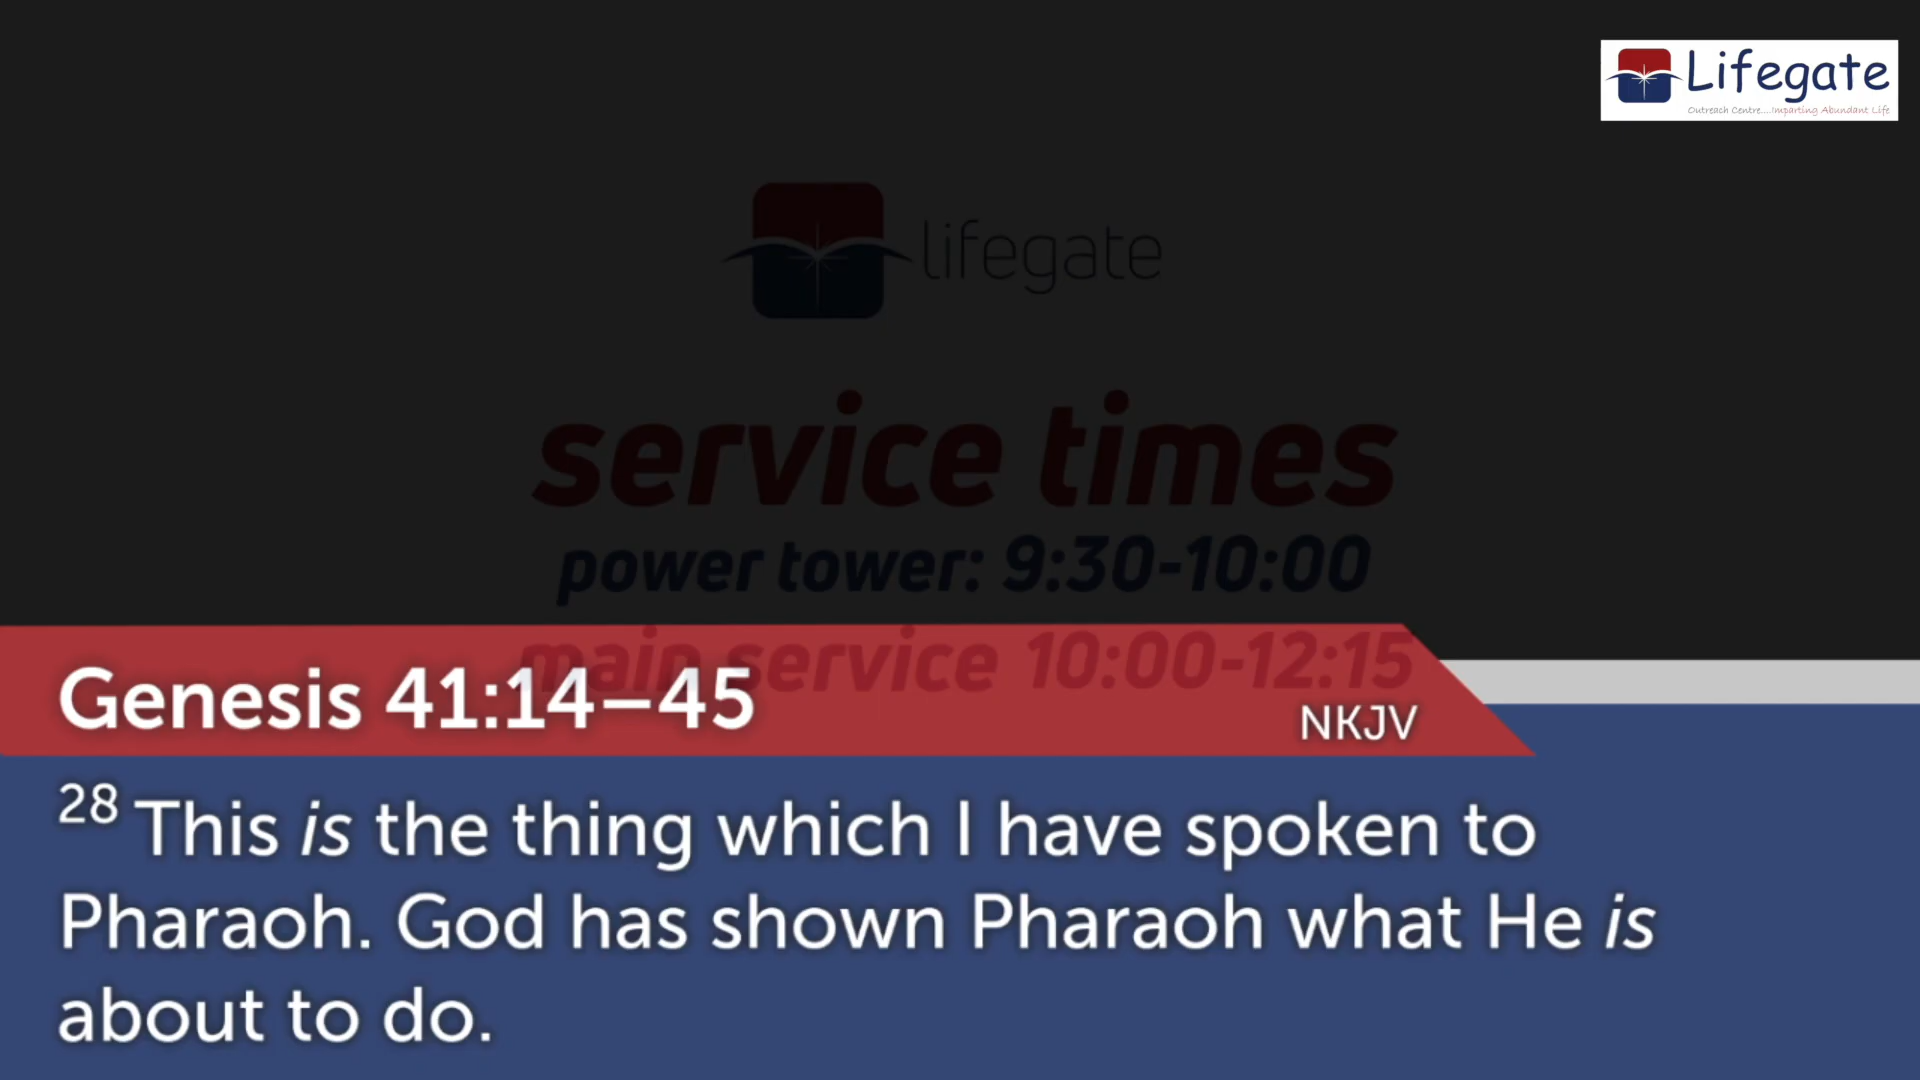 Lifegate
Outreach Centre....Imparting Abundant Life
lifegate
service times
power tower: 9:30-10:00
main service 10:00-12:15
Genesis 41:14–45
NKJV
28 This is the thing which I have spoken to
Pharaoh. God has shown Pharaoh what He is
about to do.